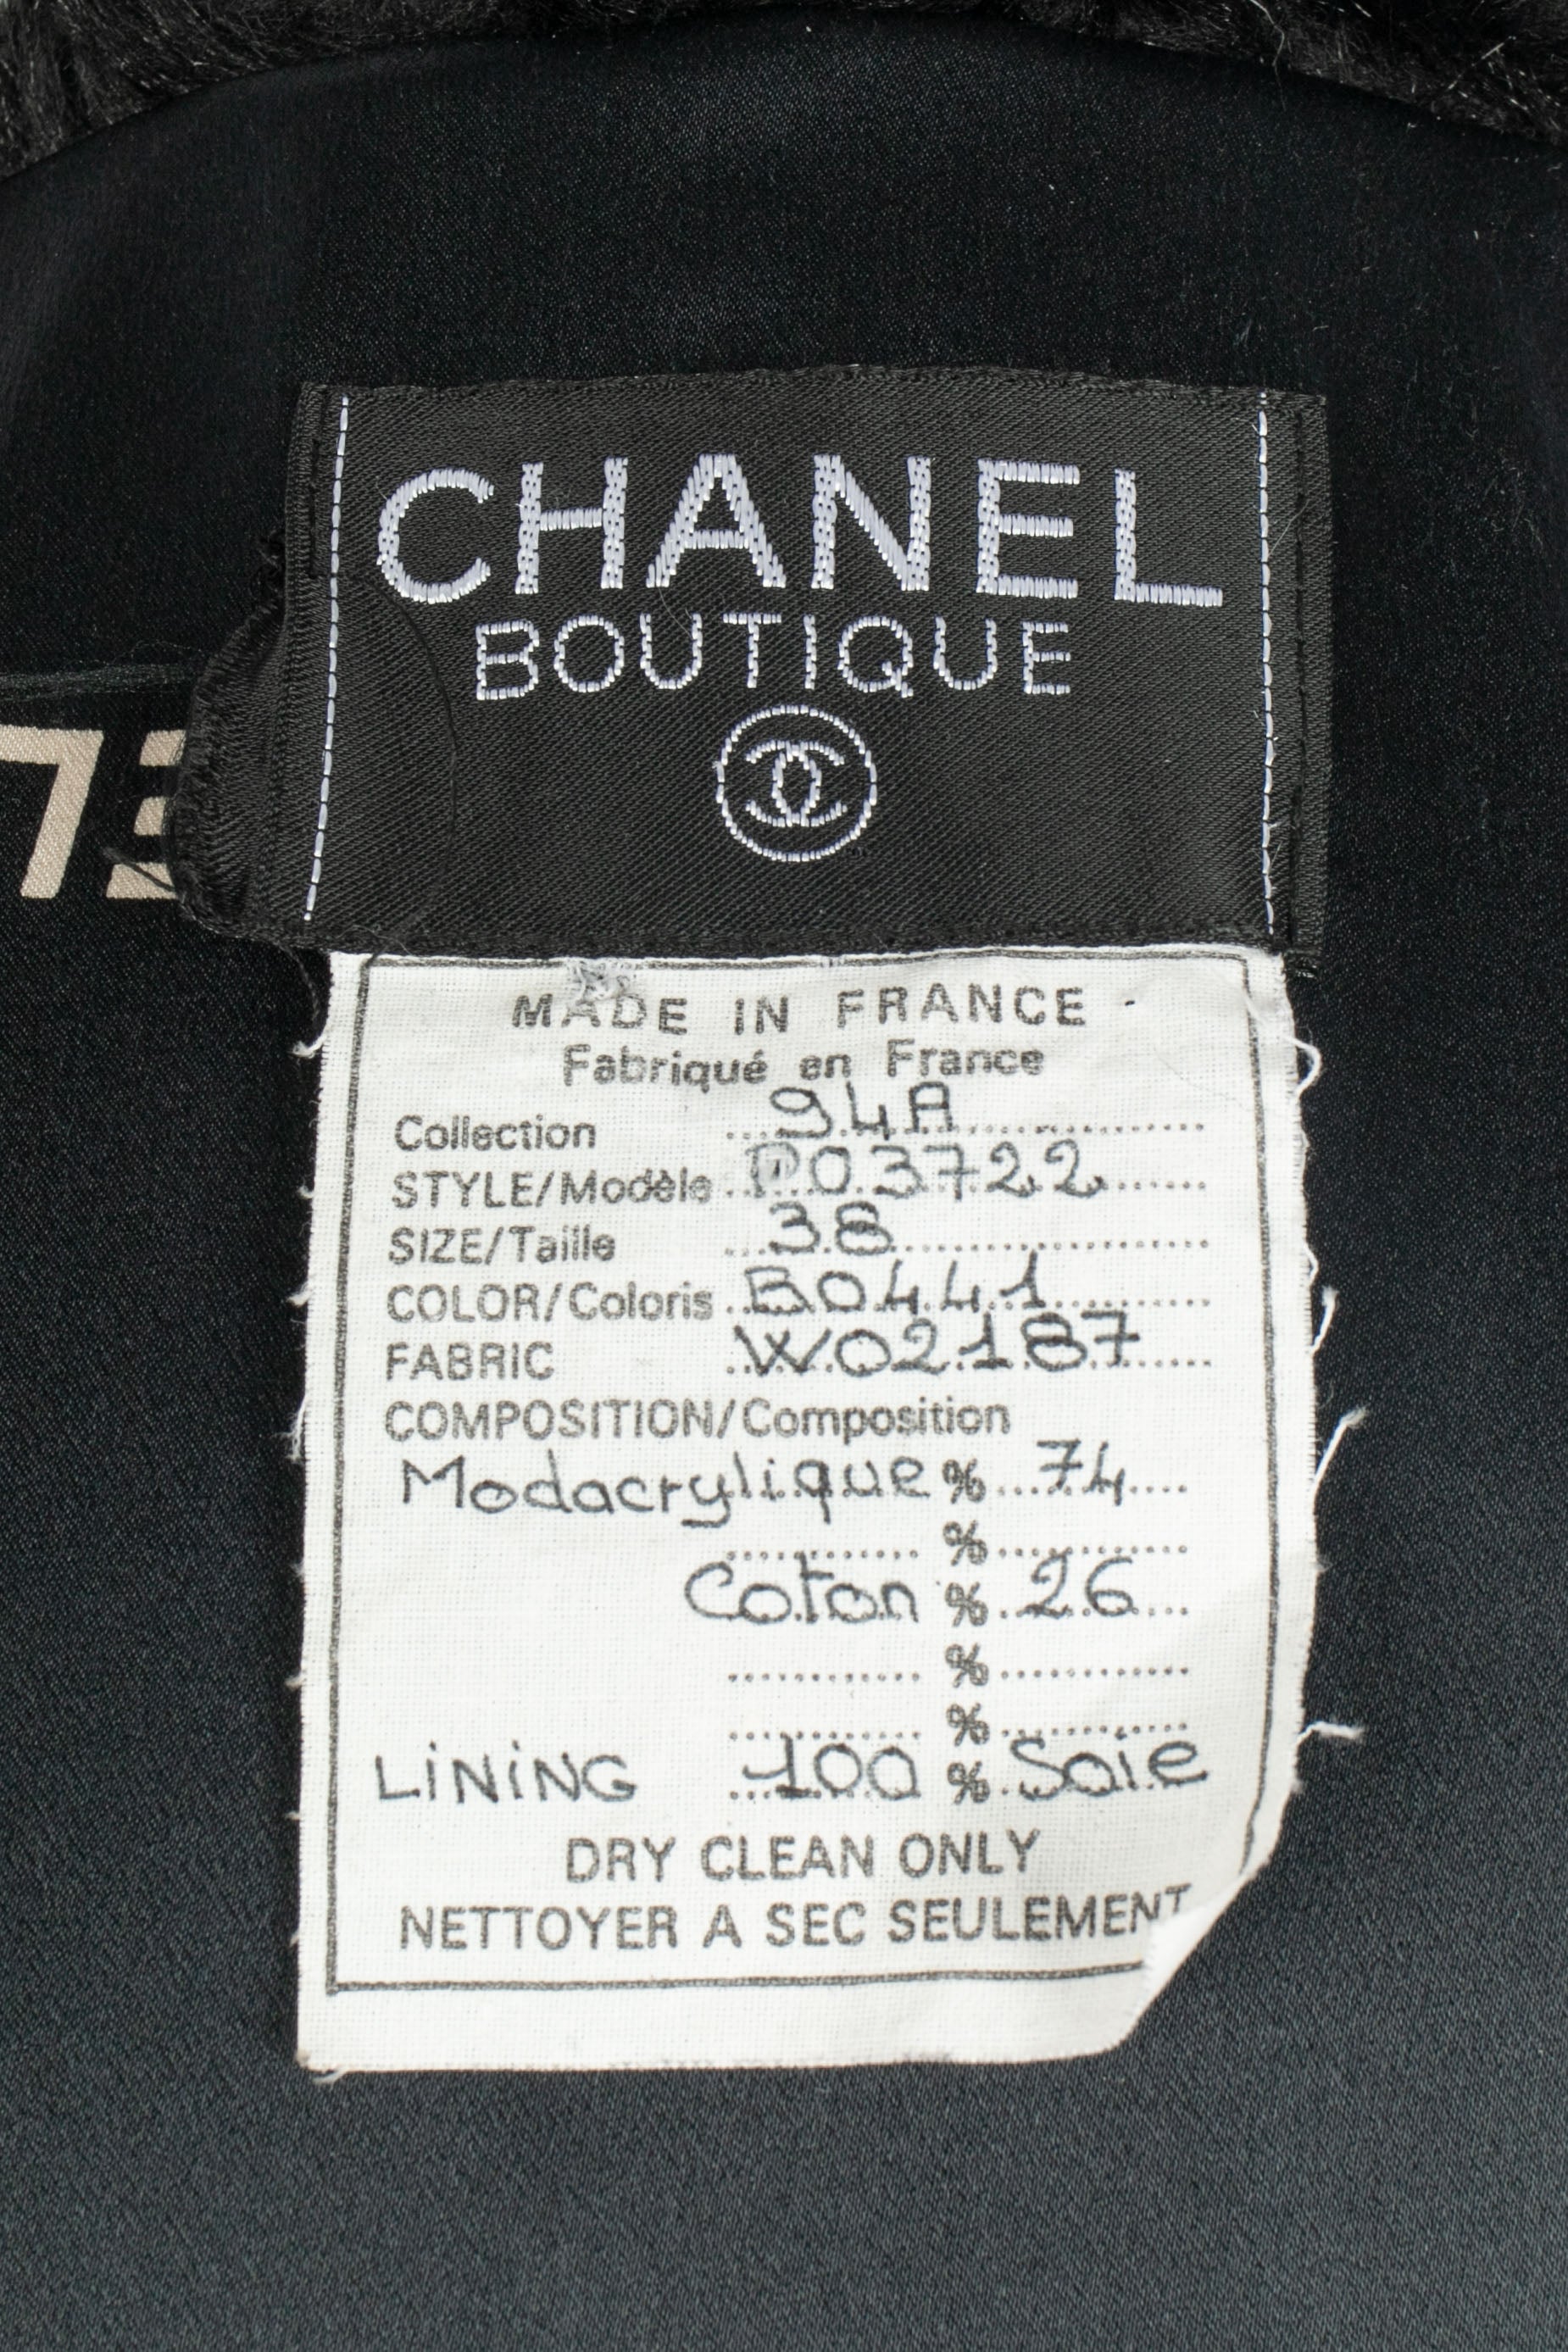 CHANEL
BOUTIQUE
MADE IN FRANCE
Fabriqué en France
Collection 94A
STYLE/Modèle P03722
SIZE/Taille 38
COLOR/Coloris B0441
FABRIC W02187
COMPOSITION/Composition
Modacrylique % 74
%
Coton % 26
%
%
LiNiNG 100 % Soie
DRY CLEAN ONLY
NETTOYER A SEC SEULEMENT